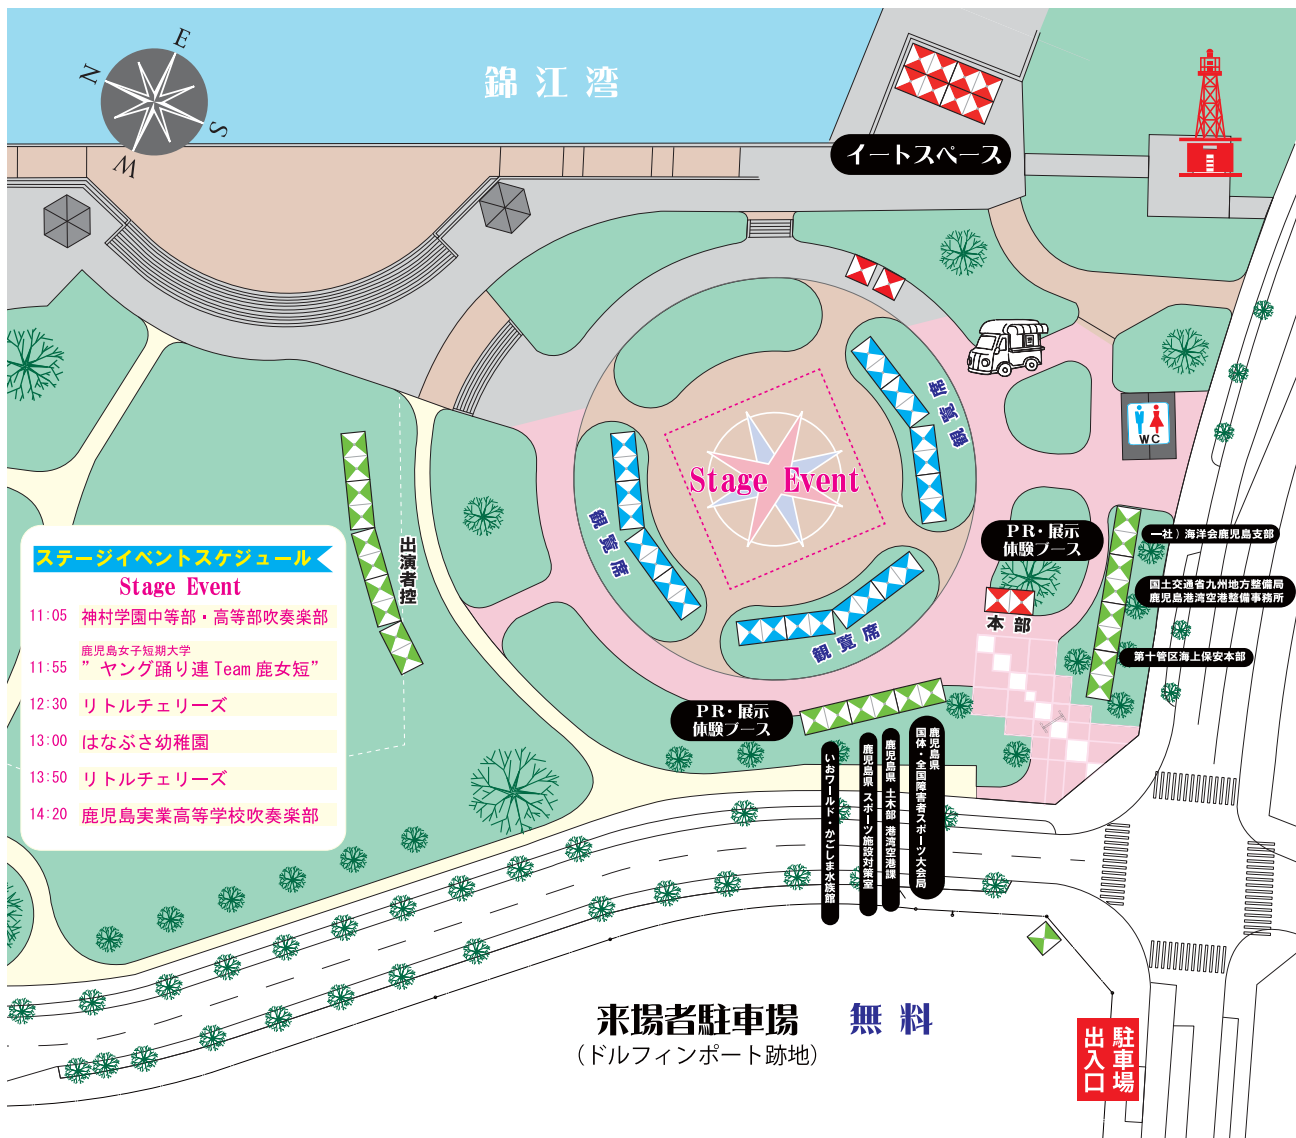 E
N
S
W
錦江湾
イートスペース
WC
観覧席
Stage Event
観覧席
観覧席
出演者控
PR・展示
体験ブース
本部
一社）海洋会鹿児島支部
国土交通省九州地方整備局
鹿児島港湾空港整備事務所
第十管区海上保安本部
ステージイベントスケジュール
Stage Event
11:05 神村学園中等部・高等部吹奏楽部
鹿児島女子短期大学
11:55 ”ヤング踊り連 Team 鹿女短”
12:30 リトルチェリーズ
13:00 はなぶさ幼稚園
13:50 リトルチェリーズ
14:20 鹿児島実業高等学校吹奏楽部
PR・展示
体験ブース
いおワールド・かごしま水族館
鹿児島県 スポーツ施設対策室
鹿児島県 土木部 港湾空港課
鹿児島県
国体・全国障害者スポーツ大会局
来場者駐車場 無料
（ドルフィンポート跡地）
駐車場
出入口